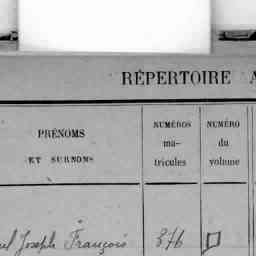 RÉPERTOIRE A
PRÉNOMS
ET SURNOMS
NUMÉROS
ma-
tricules
NUMÉRO
du
volume
Joseph François 376